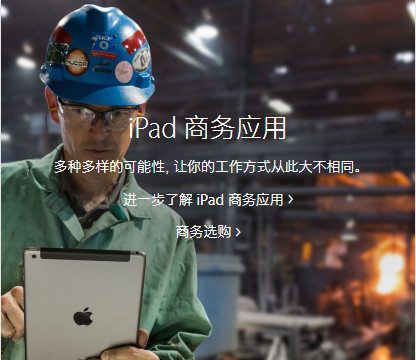 NUCOR
iPad 商务应用
多种多样的可能性, 让你的工作方式从此大不相同。
进一步了解 iPad 商务应用 >
商务选购 >